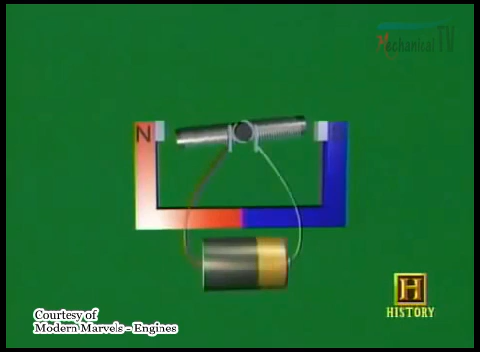 Mechanical TV
N
S
H
HISTORY
Courtesy of
Modern Marvels - Engines